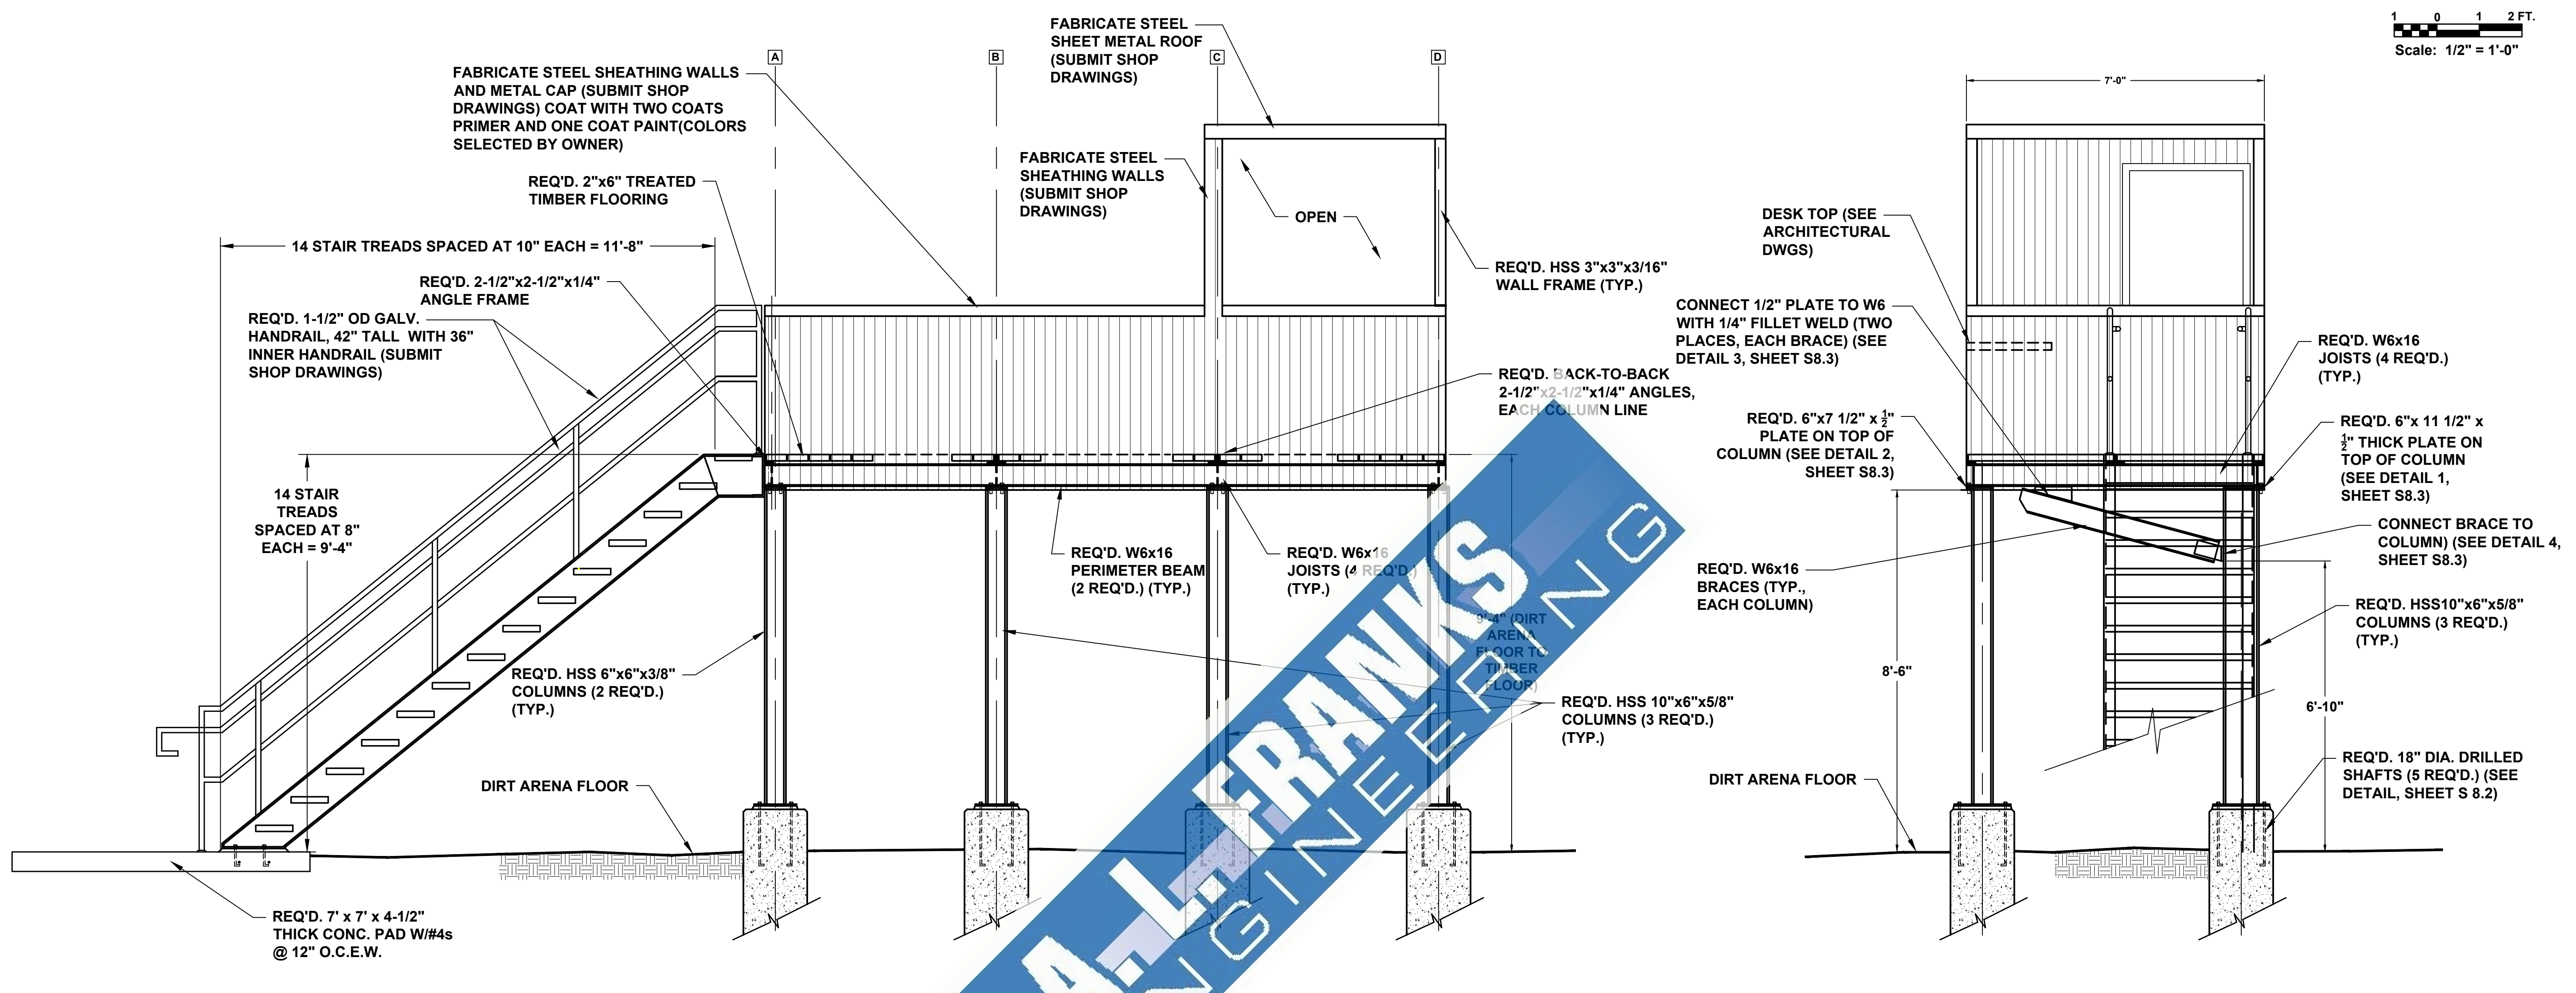 1 0 1 2 FT.
Scale: 1/2" = 1'-0"
A
B
C
D
FABRICATE STEEL
SHEET METAL ROOF
(SUBMIT SHOP
DRAWINGS)
FABRICATE STEEL SHEATHING WALLS
AND METAL CAP (SUBMIT SHOP
DRAWINGS) COAT WITH TWO COATS
PRIMER AND ONE COAT PAINT(COLORS
SELECTED BY OWNER)
FABRICATE STEEL
SHEATHING WALLS
(SUBMIT SHOP
DRAWINGS)
REQ'D. 2"x6" TREATED
TIMBER FLOORING
OPEN
14 STAIR TREADS SPACED AT 10" EACH = 11'-8"
REQ'D. 2-1/2"x2-1/2"x1/4"
ANGLE FRAME
REQ'D. 1-1/2" OD GALV.
HANDRAIL, 42" TALL WITH 36"
INNER HANDRAIL (SUBMIT
SHOP DRAWINGS)
REQ'D. HSS 3"x3"x3/16"
WALL FRAME (TYP.)
REQ'D. BACK-TO-BACK
2-1/2"x2-1/2"x1/4" ANGLES,
EACH COLUMN LINE
14 STAIR
TREADS
SPACED AT 8"
EACH = 9'-4"
REQ'D. W6x16
PERIMETER BEAM
(2 REQ'D.) (TYP.)
REQ'D. W6x16
JOISTS (4 REQ'D.)
(TYP.)
9'-4" (DIRT
ARENA
FLOOR TO
TIMBER
FLOOR)
REQ'D. HSS 6"x6"x3/8"
COLUMNS (2 REQ'D.)
(TYP.)
REQ'D. HSS 10"x6"x5/8"
COLUMNS (3 REQ'D.)
(TYP.)
DIRT ARENA FLOOR
REQ'D. 7' x 7' x 4-1/2"
THICK CONC. PAD W/#4s
@ 12" O.C.E.W.
A. L. FRANKS
ENGINEERING
7'-0"
DESK TOP (SEE
ARCHITECTURAL
DWGS)
CONNECT 1/2" PLATE TO W6
WITH 1/4" FILLET WELD (TWO
PLACES, EACH BRACE) (SEE
DETAIL 3, SHEET S8.3)
REQ'D. W6x16
JOISTS (4 REQ'D.)
(TYP.)
REQ'D. 6"x7 1/2" x 1/2"
PLATE ON TOP OF
COLUMN (SEE DETAIL 2,
SHEET S8.3)
REQ'D. 6"x 11 1/2" x
1/2" THICK PLATE ON
TOP OF COLUMN
(SEE DETAIL 1,
SHEET S8.3)
CONNECT BRACE TO
COLUMN) (SEE DETAIL 4,
SHEET S8.3)
REQ'D. W6x16
BRACES (TYP.,
EACH COLUMN)
REQ'D. HSS10"x6"x5/8"
COLUMNS (3 REQ'D.)
(TYP.)
8'-6"
6'-10"
DIRT ARENA FLOOR
REQ'D. 18" DIA. DRILLED
SHAFTS (5 REQ'D.) (SEE
DETAIL, SHEET S 8.2)